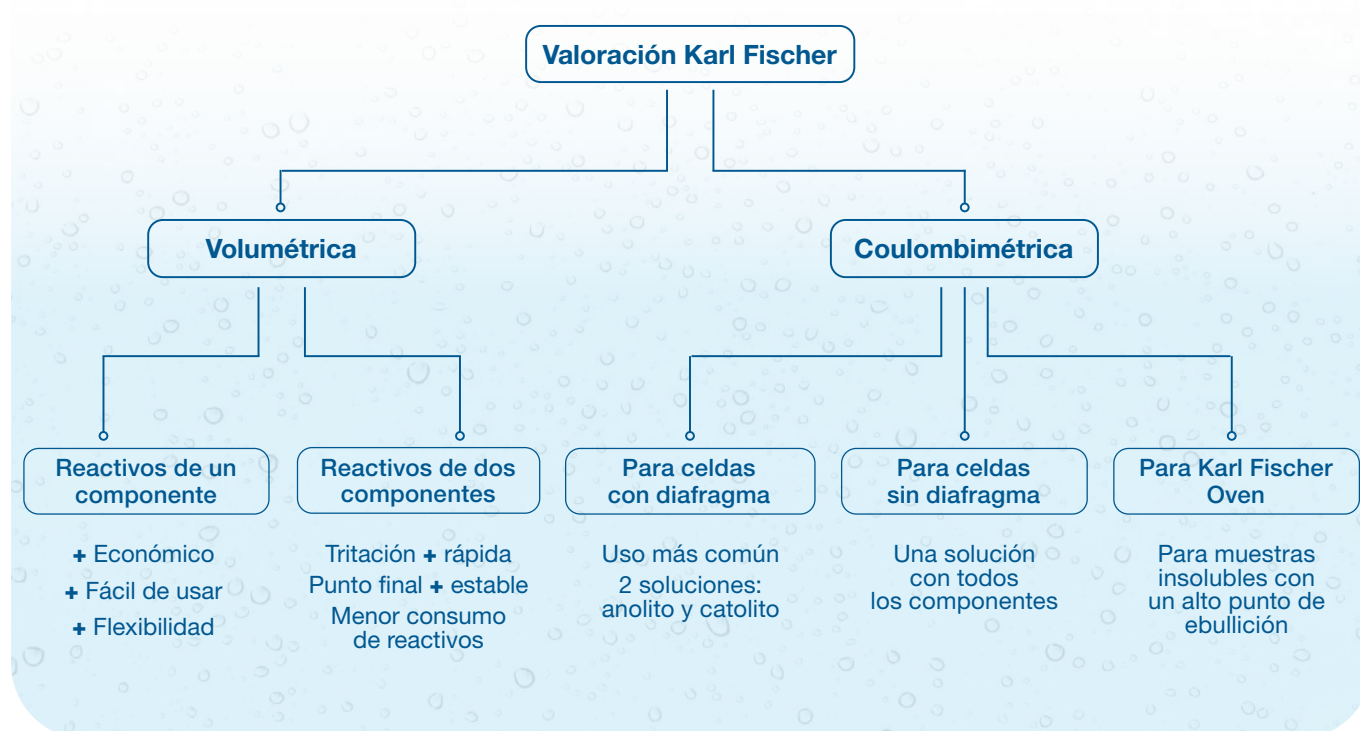 Valoración Karl Fischer
Volumétrica
Coulombimétrica
Reactivos de un
componente
Reactivos de dos
componentes
Para celdas
con diafragma
Para celdas
sin diafragma
Para Karl Fischer
Oven
+ Económico
+ Fácil de usar
+ Flexibilidad
Tritación + rápida
Punto final + estable
Menor consumo
de reactivos
Uso más común
2 soluciones:
anolito y catolito
Una solución
con todos
los componentes
Para muestras
insolubles con
un alto punto de
ebullición